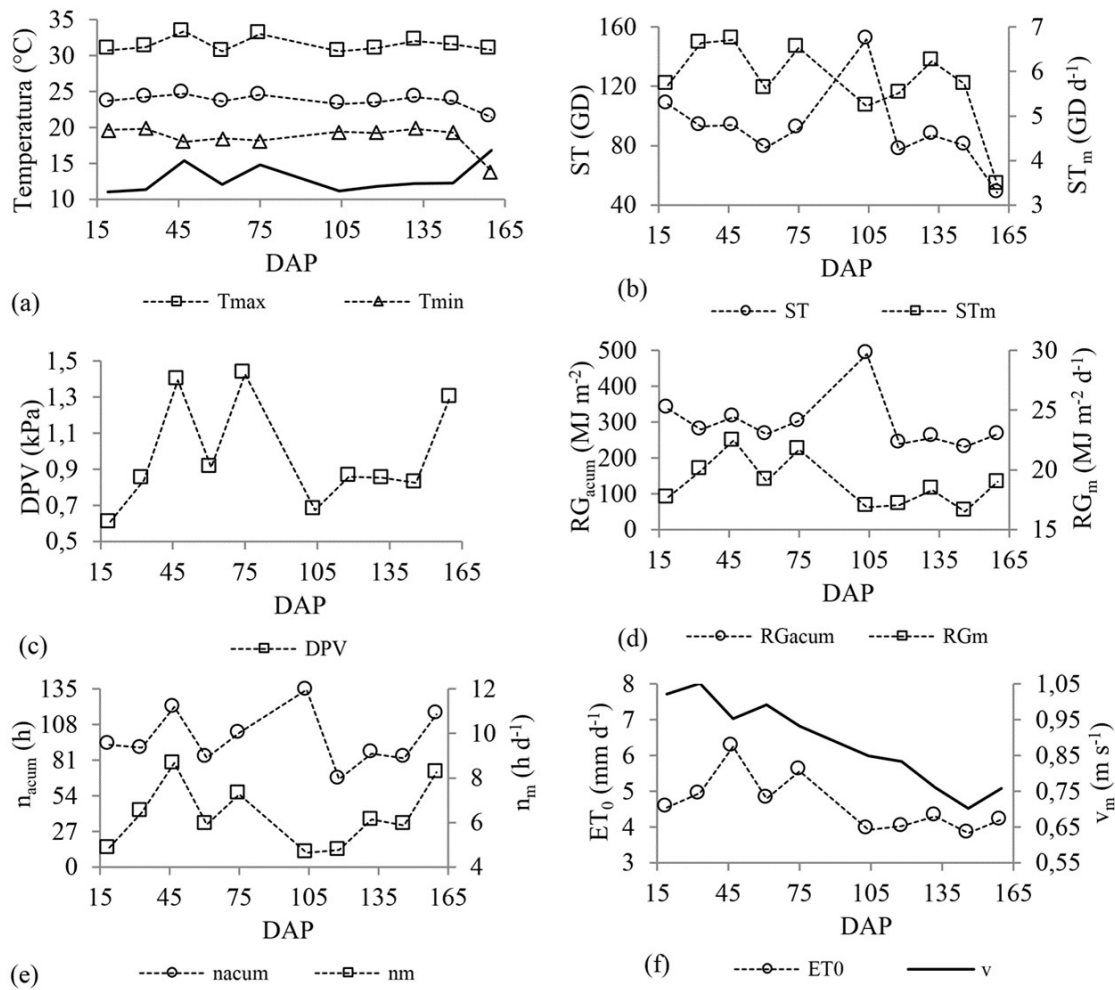 35
30
25
20
15
10
Temperatura (°C)
15 45 75 105 135 165
DAP
(a)
Tmax Tmin
160
120
80
40
ST (GD)
7
6
5
4
3
STm (GD d-1)
15 45 75 105 135 165
DAP
(b)
ST STm
1,5
1,3
1,1
0,9
0,7
0,5
DPV (kPa)
15 45 75 105 135 165
DAP
(c)
DPV
500
400
300
200
100
0
RGacum (MJ m-2)
30
25
20
15
RGm (MJ m-2 d-1)
15 45 75 105 135 165
DAP
(d)
RGacum RGm
135
108
81
54
27
0
nacum (h)
12
10
8
6
4
nm (h d-1)
15 45 75 105 135 165
DAP
(e)
nacum nm
8
7
6
5
4
3
ET0 (mm d-1)
1,05
0,95
0,85
0,75
0,65
0,55
vm (m s-1)
15 45 75 105 135 165
DAP
(f)
ET0 v